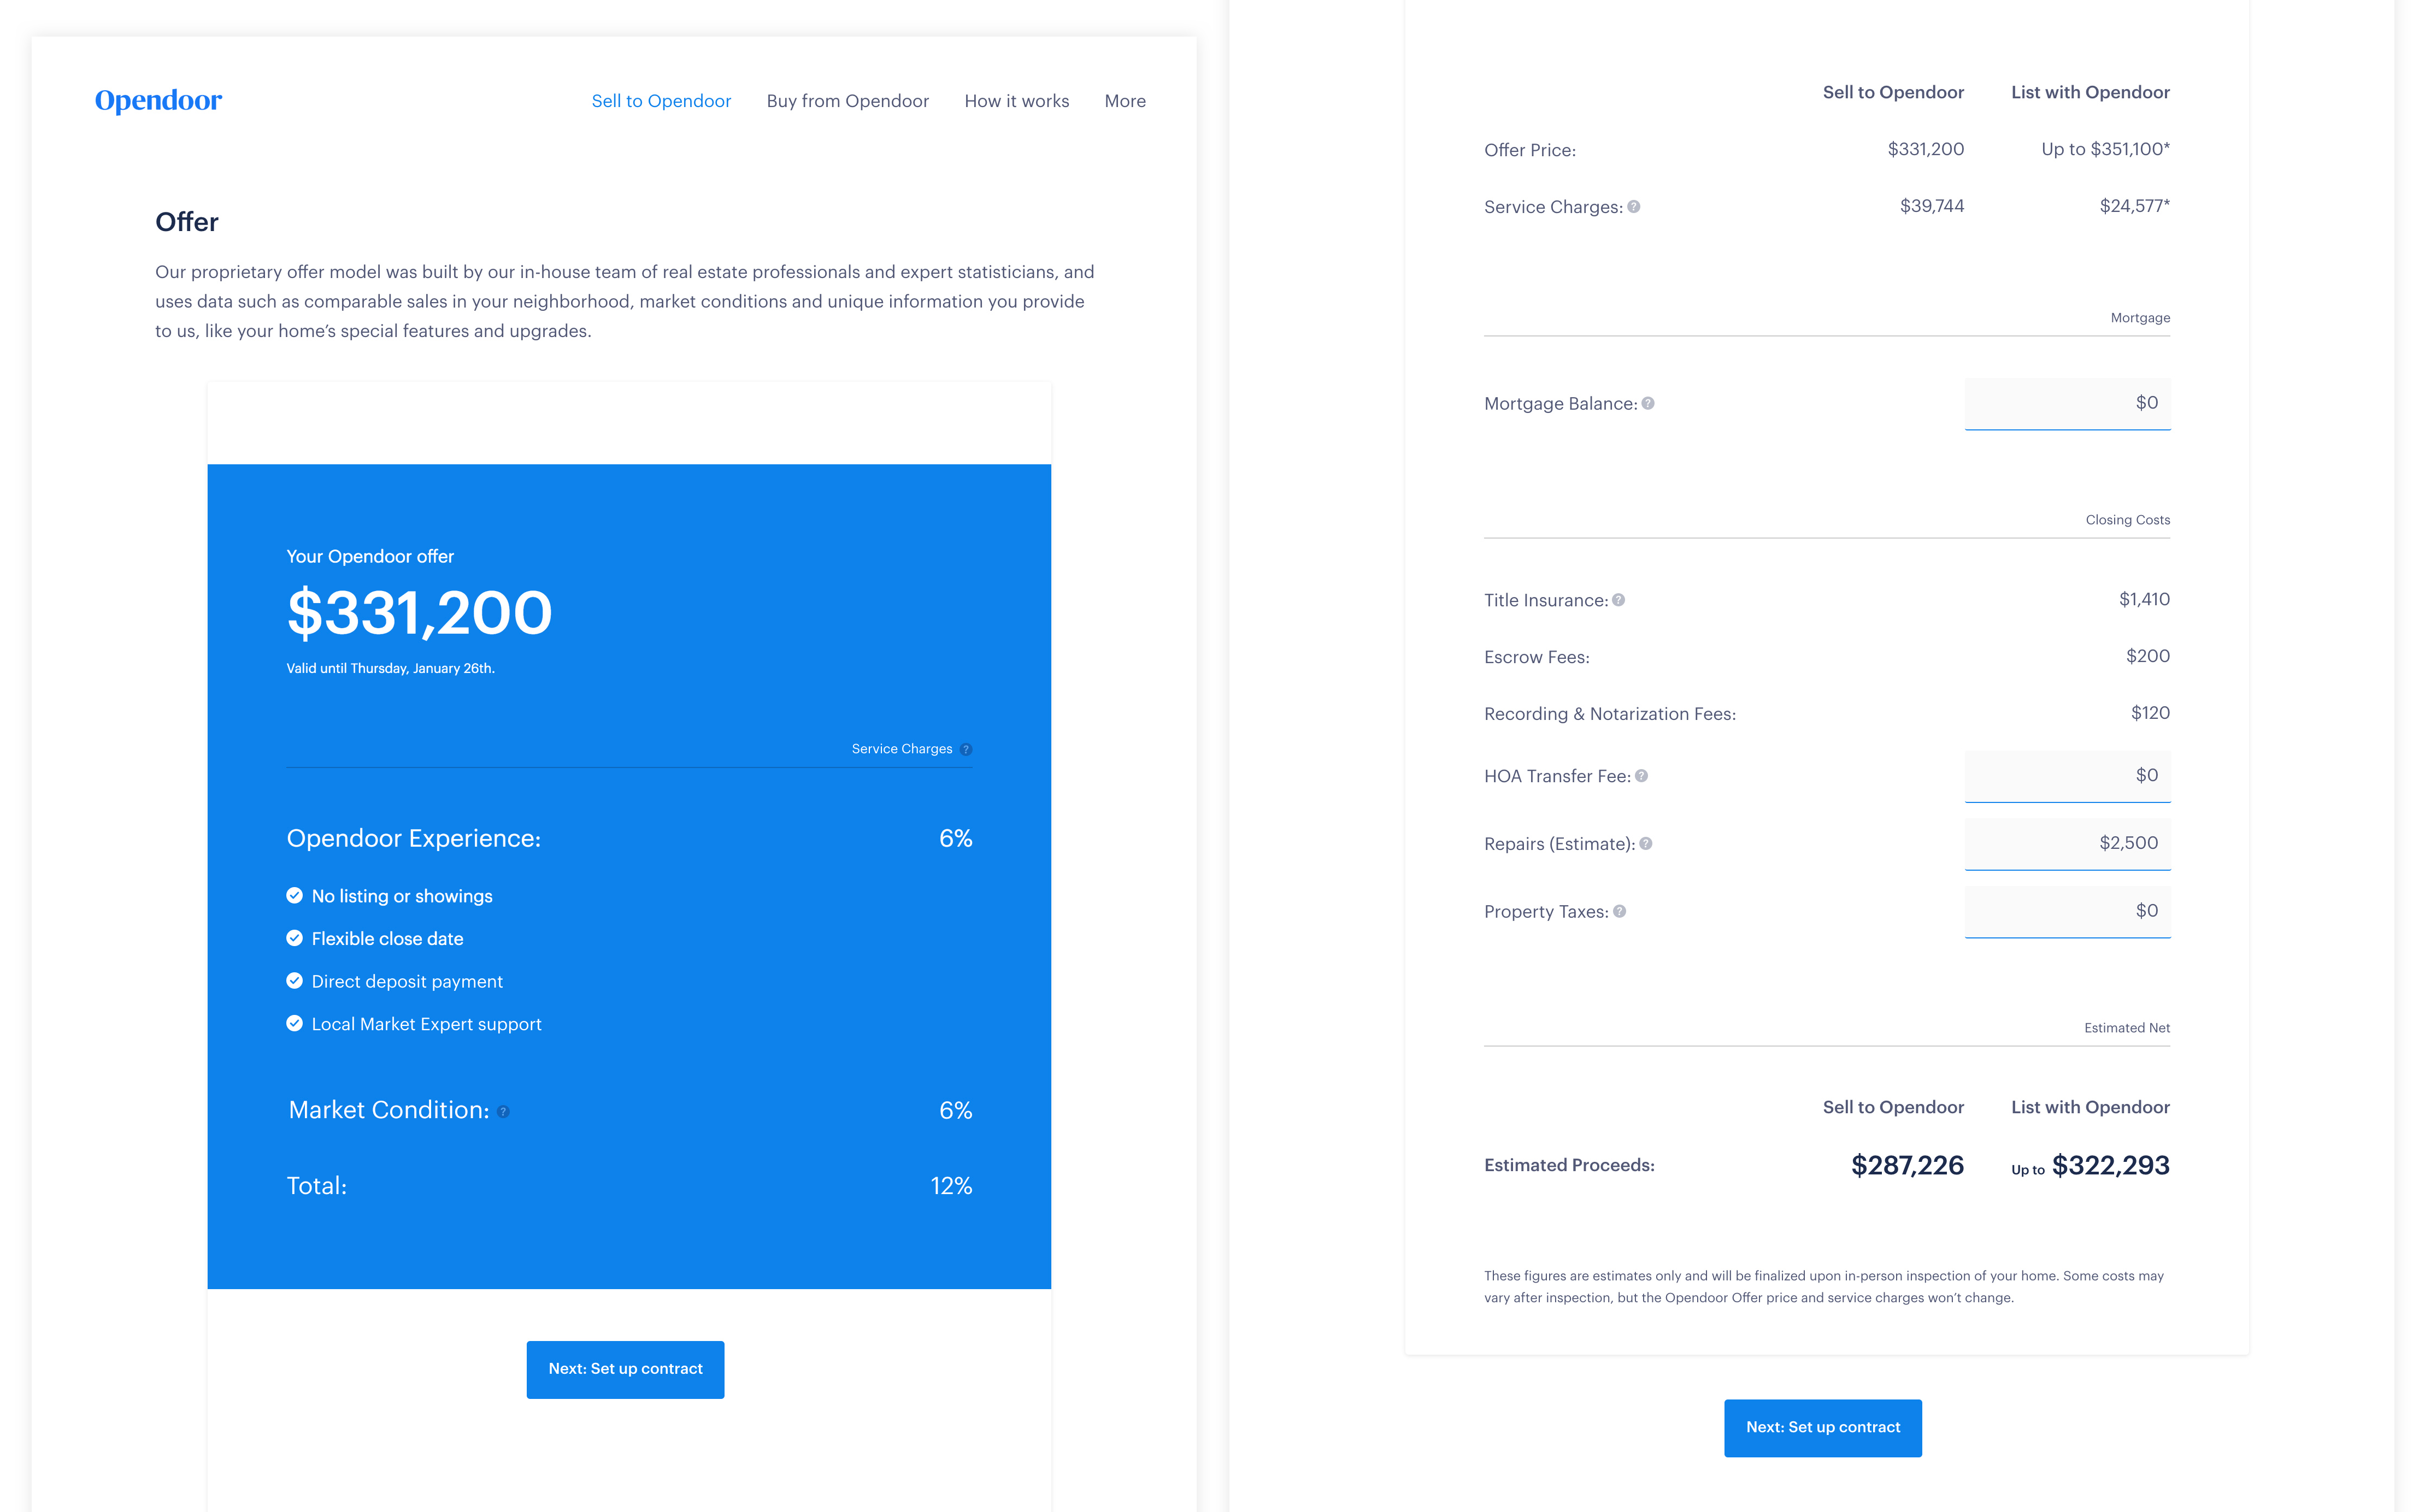 Opendoor
Sell to Opendoor Buy from Opendoor How it works More
Offer
Our proprietary offer model was built by our in-house team of real estate professionals and expert statisticians, and
uses data such as comparable sales in your neighborhood, market conditions and unique information you provide
to us, like your home’s special features and upgrades.
Your Opendoor offer
$331,200
Valid until Thursday, January 26th.
Service Charges ?
Opendoor Experience: 6%
No listing or showings
Flexible close date
Direct deposit payment
Local Market Expert support
Market Condition: ? 6%
Total: 12%
Next: Set up contract
Sell to Opendoor List with Opendoor
Offer Price: $331,200 Up to $351,100*
Service Charges: ? $39,744 $24,577*
Mortgage
Mortgage Balance: ? $0
Closing Costs
Title Insurance: ? $1,410
Escrow Fees: $200
Recording & Notarization Fees: $120
HOA Transfer Fee: ? $0
Repairs (Estimate): ? $2,500
Property Taxes: ? $0
Estimated Net
Sell to Opendoor List with Opendoor
Estimated Proceeds: $287,226 Up to $322,293
These figures are estimates only and will be finalized upon in-person inspection of your home. Some costs may
vary after inspection, but the Opendoor Offer price and service charges won’t change.
Next: Set up contract